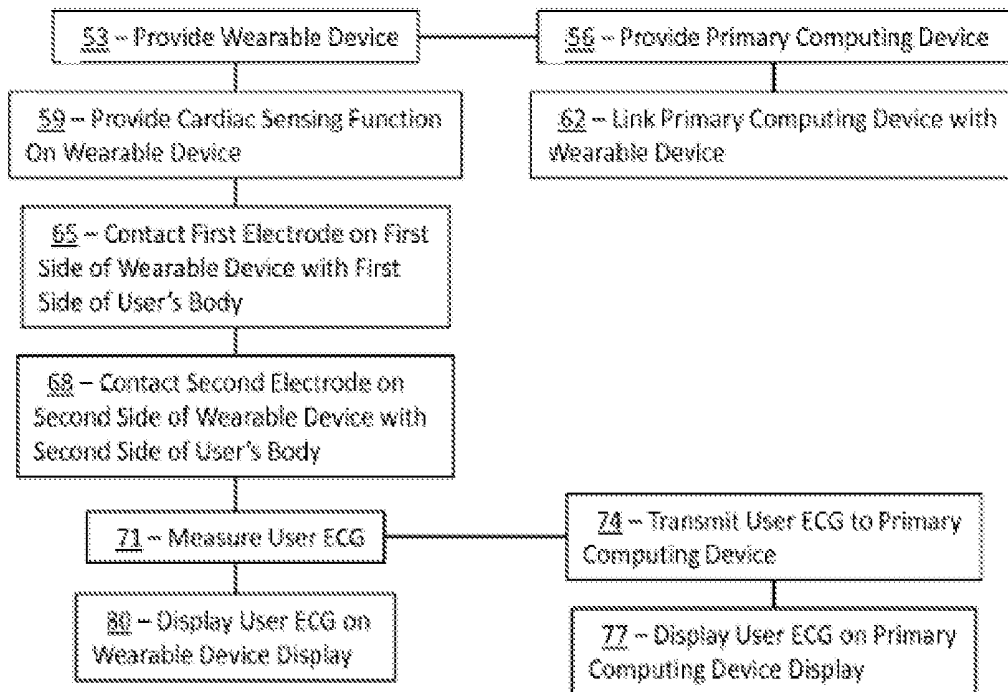 53 – Provide Wearable Device
56 – Provide Primary Computing Device
59 – Provide Cardiac Sensing Function
On Wearable Device
62 – Link Primary Computing Device with
Wearable Device
65 – Contact First Electrode on First
Side of Wearable Device with First
Side of User's Body
68 – Contact Second Electrode on
Second Side of Wearable Device with
Second Side of User's Body
71 – Measure User ECG
74 – Transmit User ECG to Primary
Computing Device
80 – Display User ECG on
Wearable Device Display
77 – Display User ECG on Primary
Computing Device Display